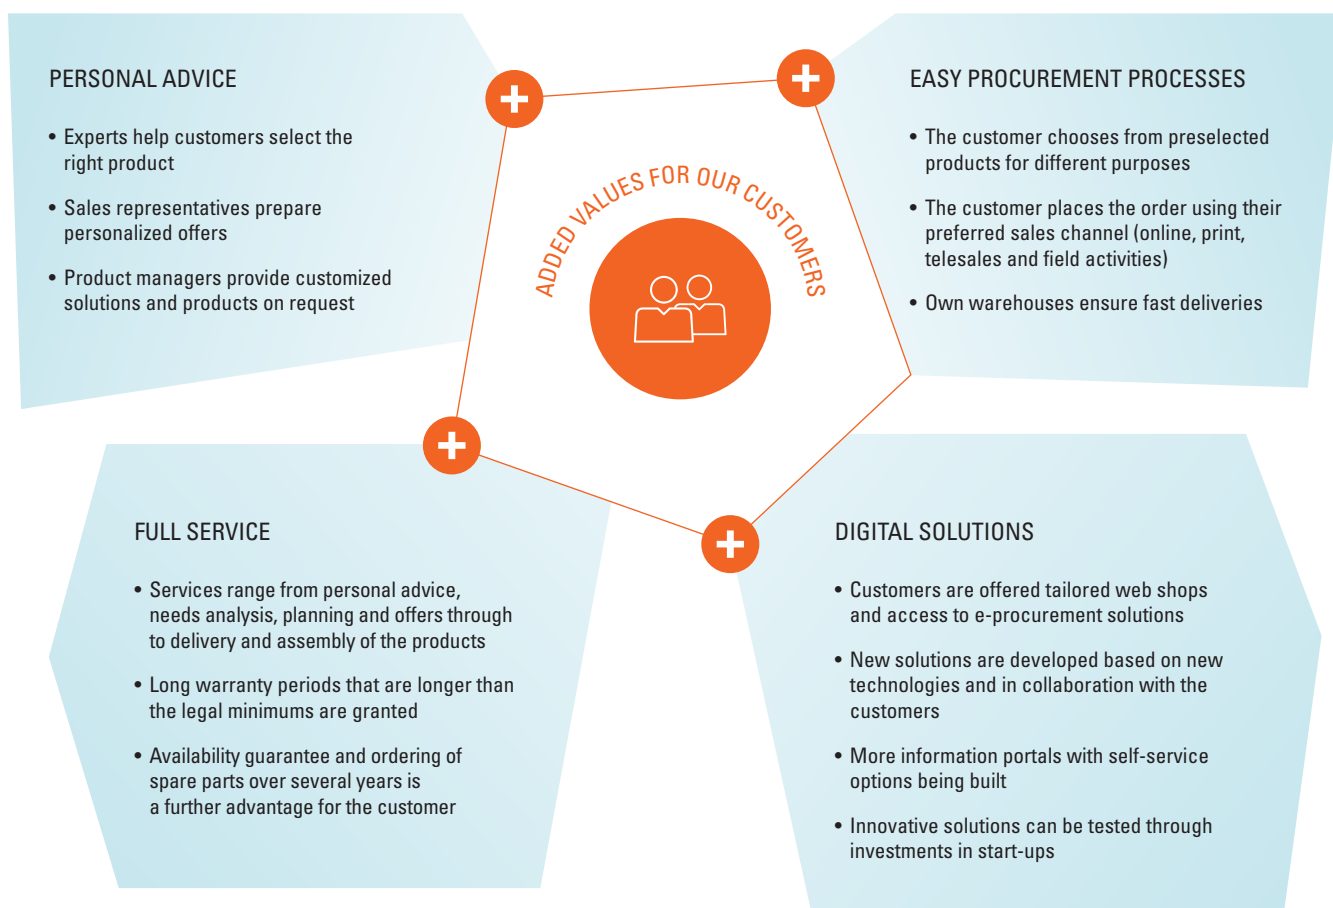 PERSONAL ADVICE
• Experts help customers select the
right product
• Sales representatives prepare
personalized offers
• Product managers provide customized
solutions and products on request
ADDED VALUES FOR OUR CUSTOMERS
EASY PROCUREMENT PROCESSES
• The customer chooses from preselected
products for different purposes
• The customer places the order using their
preferred sales channel (online, print,
telesales and field activities)
• Own warehouses ensure fast deliveries
FULL SERVICE
• Services range from personal advice,
needs analysis, planning and offers through
to delivery and assembly of the products
• Long warranty periods that are longer than
the legal minimums are granted
• Availability guarantee and ordering of
spare parts over several years is
a further advantage for the customer
DIGITAL SOLUTIONS
• Customers are offered tailored web shops
and access to e-procurement solutions
• New solutions are developed based on new
technologies and in collaboration with the
customers
• More information portals with self-service
options being built
• Innovative solutions can be tested through
investments in start-ups